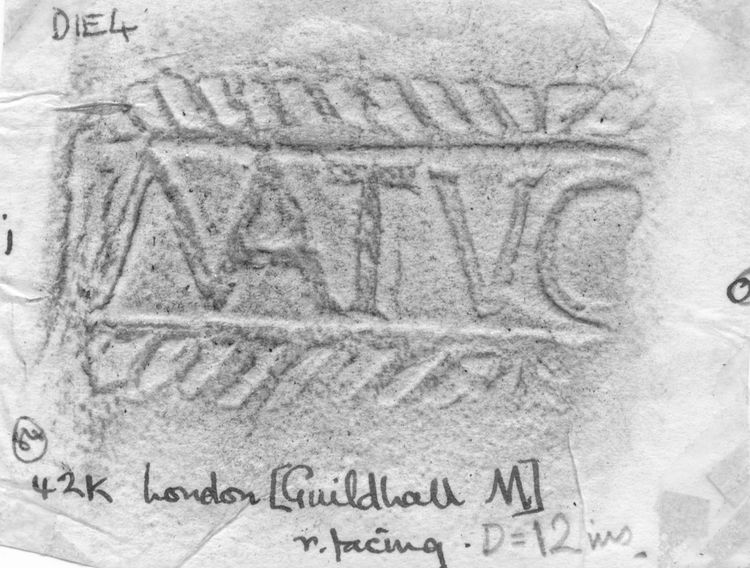 DIE4
NATVC
42K London [Guildhall M]
r. facing. D=12 ins.